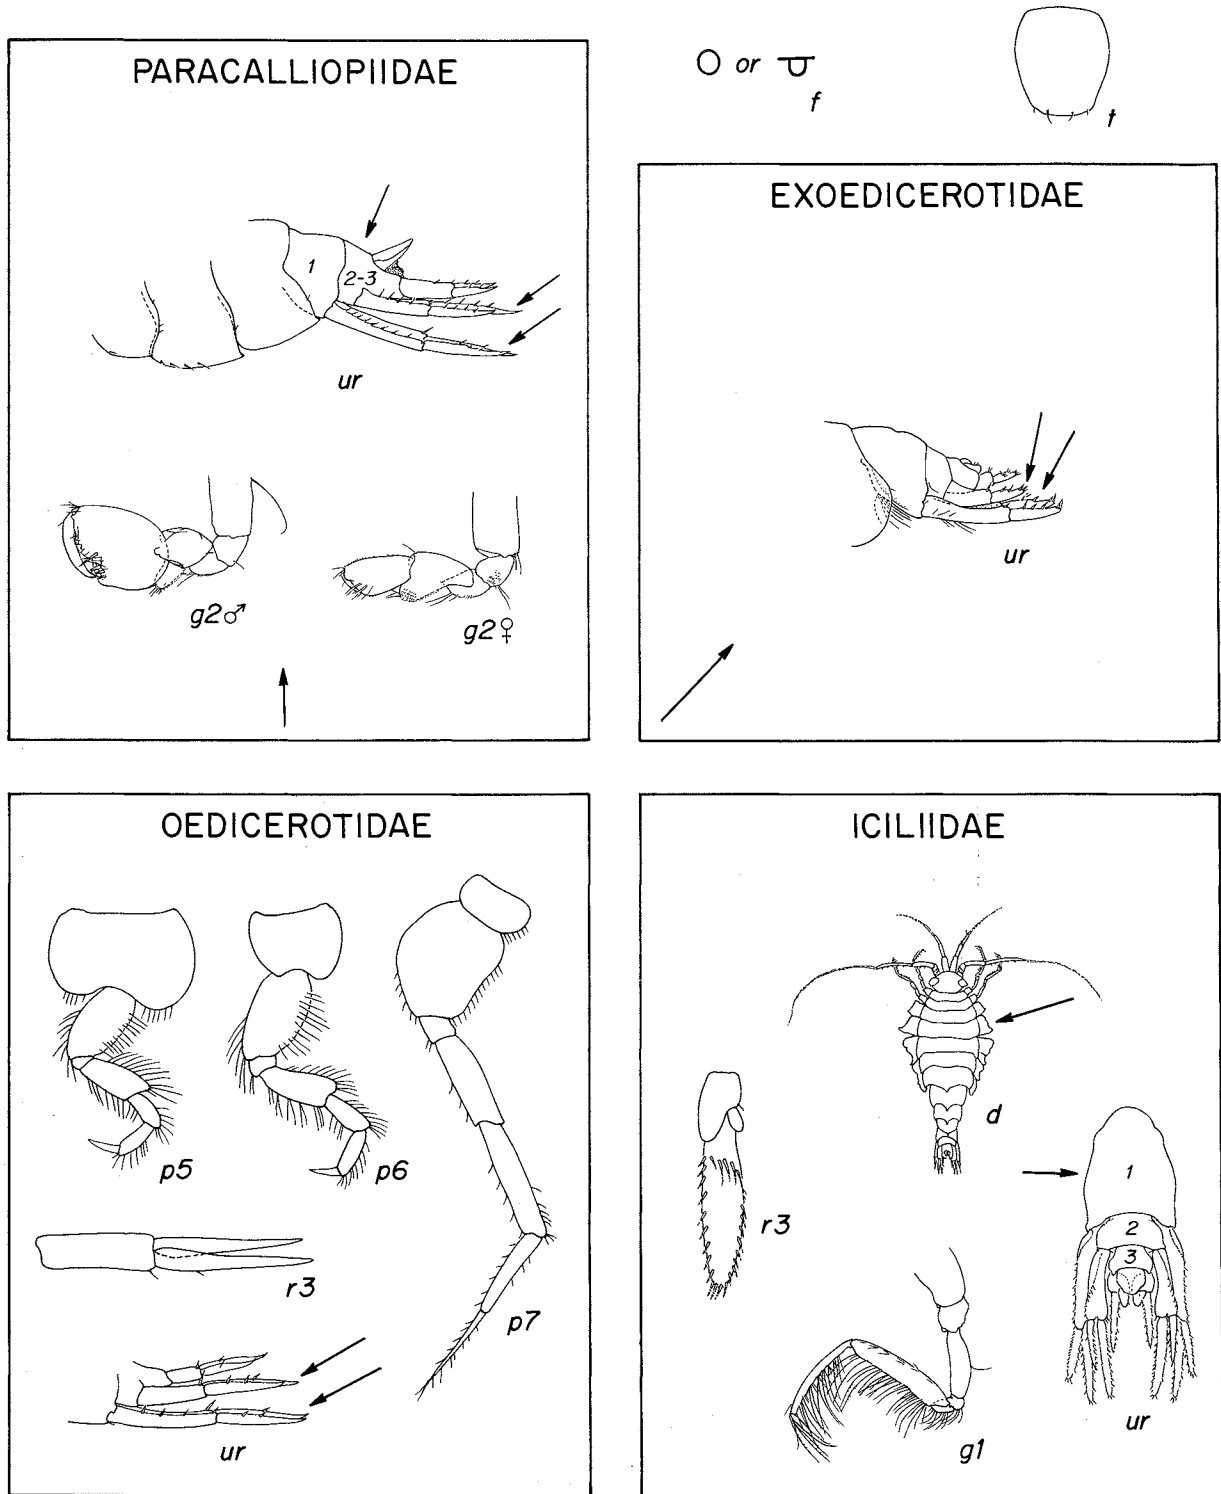 PARACALLIOPIIDAE
1
2-3
ur
g2♂
g2♀
O or
f
t
EXOEDICEROTIDAE
ur
OEDICEROTIDAE
p5
p6
p7
r3
ur
ICILIIDAE
d
r3
1
2
3
g1
ur